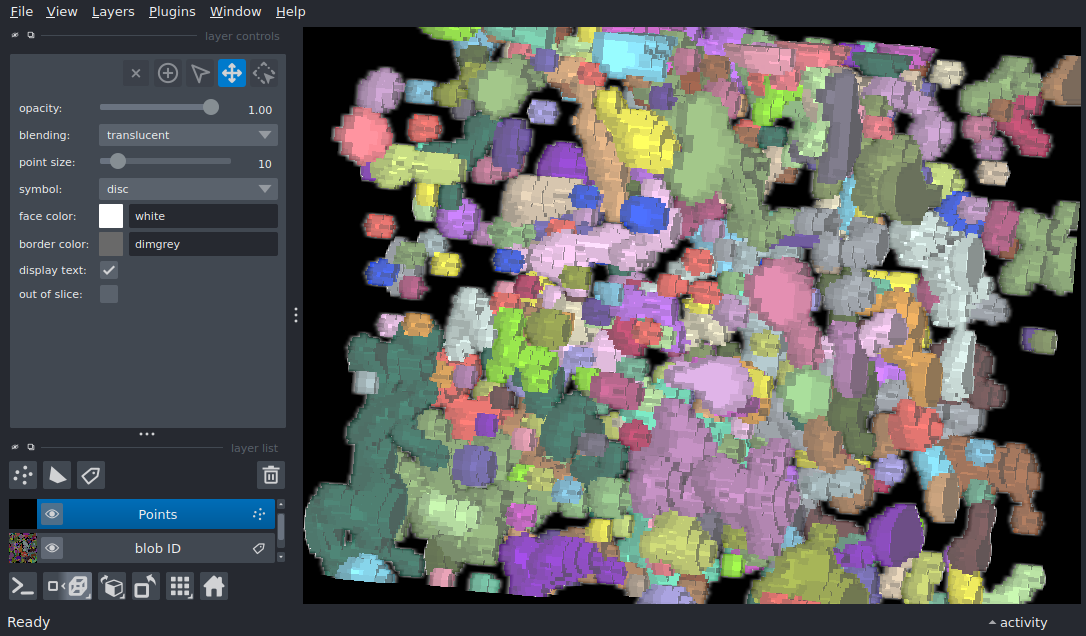 File View Layers Plugins Window Help
layer controls
opacity: 1.00
blending: translucent
point size: 10
symbol: disc
face color: white
border color: dimgrey
display text:
out of slice:
layer list
Points
blob ID
Ready
activity